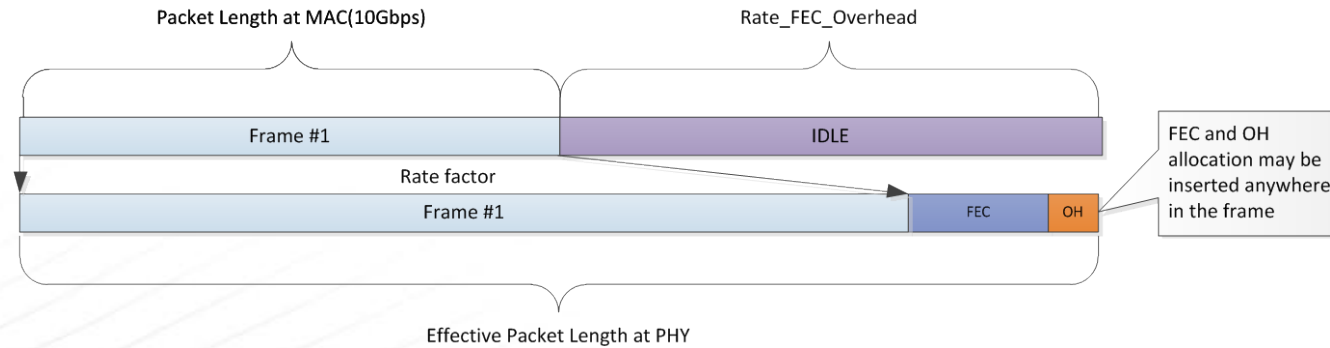 Packet Length at MAC(10Gbps)
Rate_FEC_Overhead
Frame #1
IDLE
Rate factor
Frame #1
FEC
OH
FEC and OH
allocation may be
inserted anywhere
in the frame
Effective Packet Length at PHY